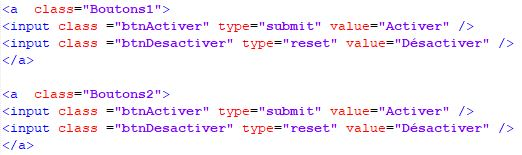 <a  class="Boutons1">
<input class ="btnActiver" type="submit" value="Activer" />
<input class ="btnDesactiver" type="reset" value="Désactiver" />
</a>
<a  class="Boutons2">
<input class ="btnActiver" type="submit" value="Activer" />
<input class ="btnDesactiver" type="reset" value="Désactiver" />
</a>